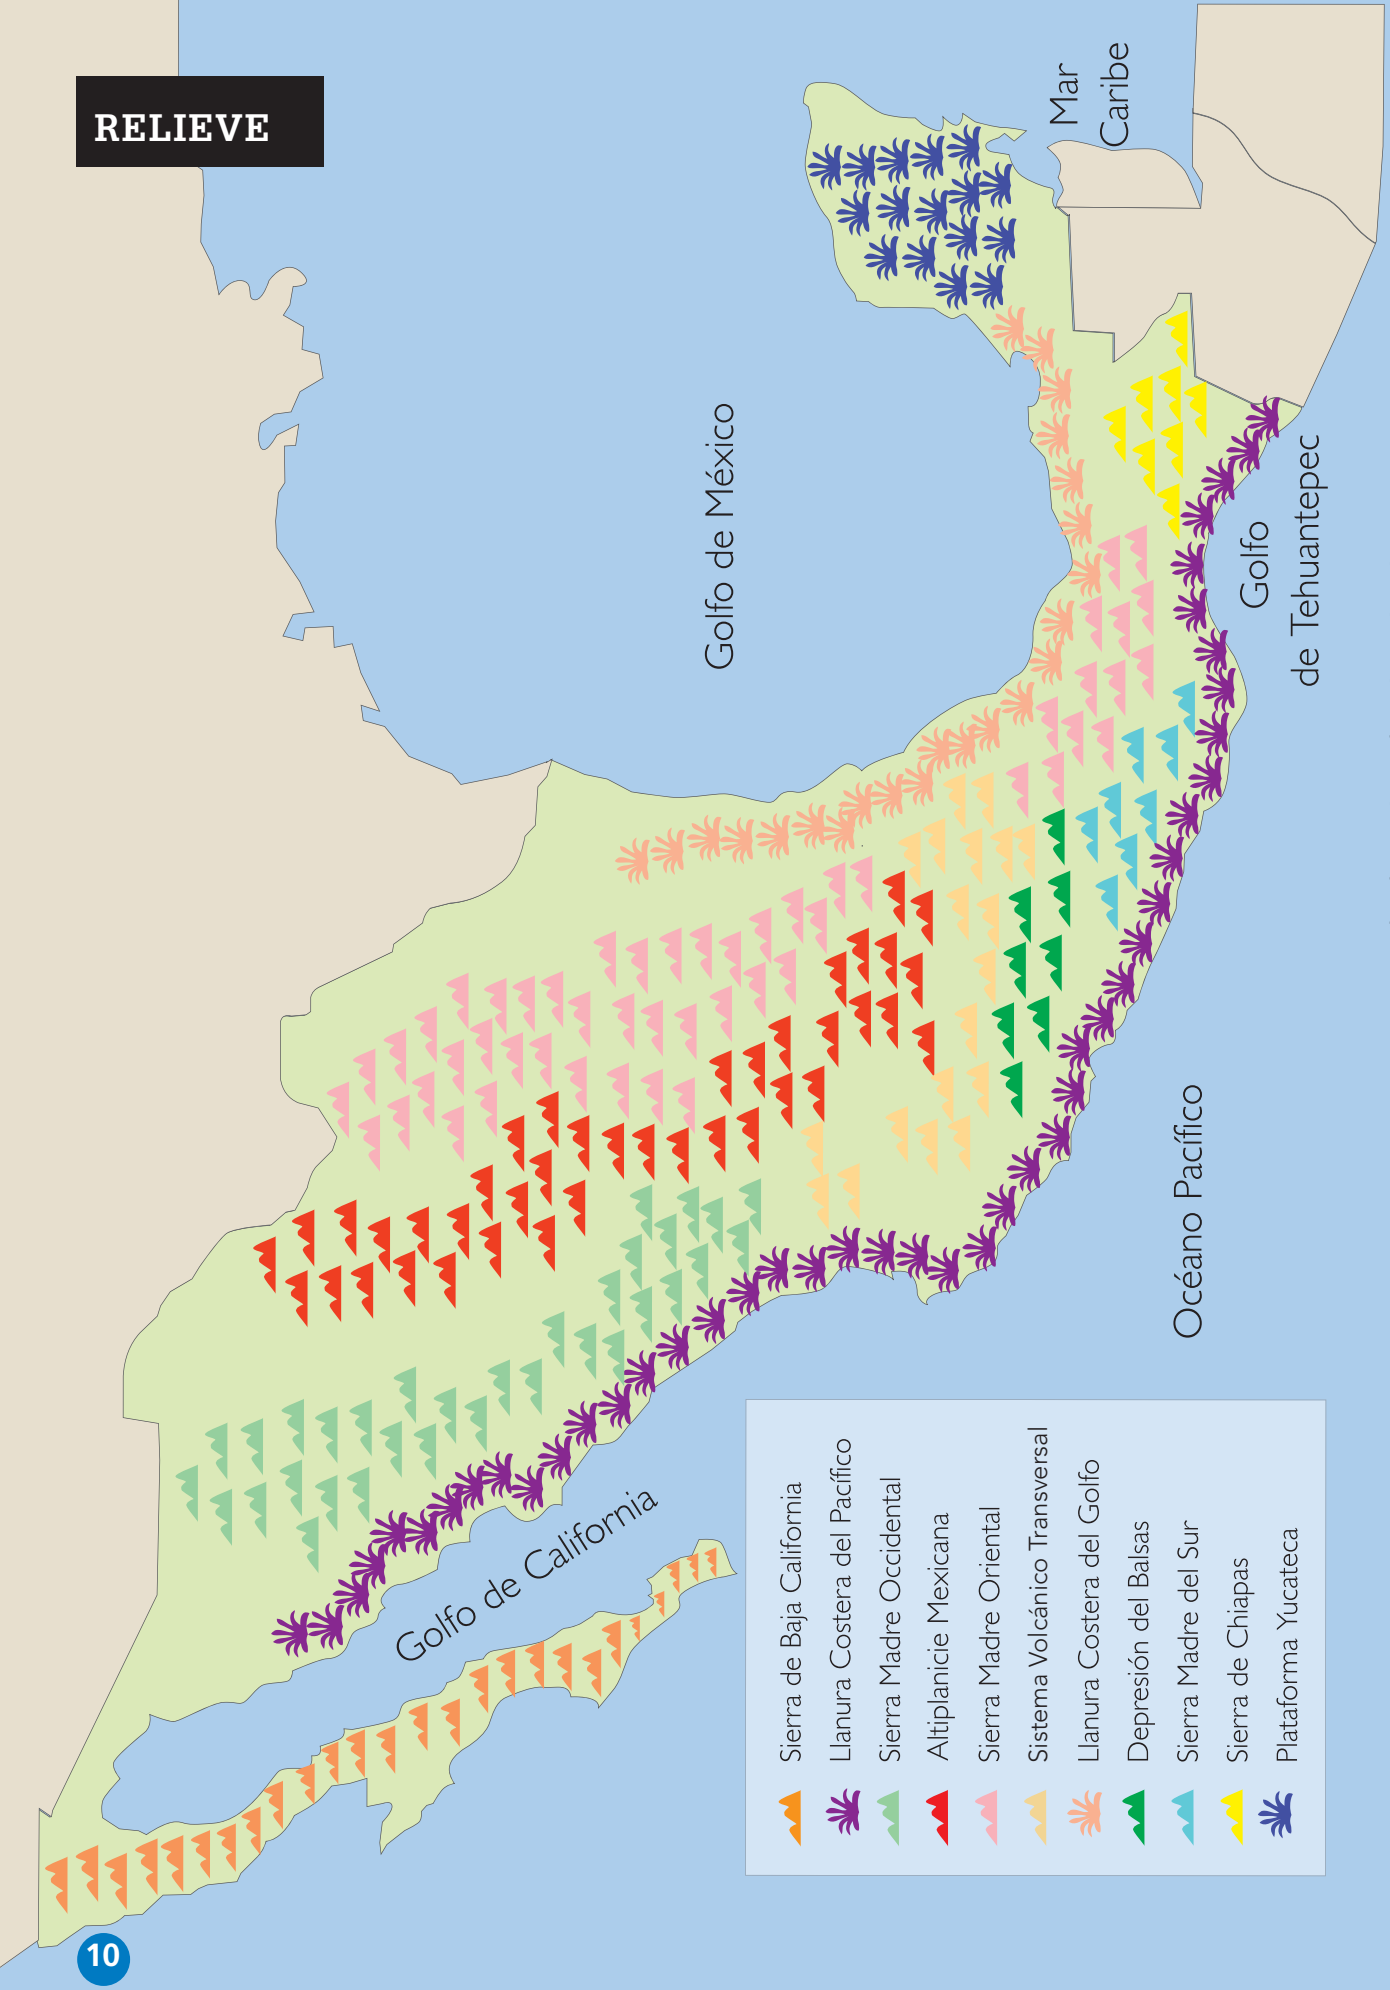 RELIEVE
Golfo de México
Mar
Caribe
Golfo
de Tehuantepec
Océano Pacífico
Golfo de California
Sierra de Baja California
Llanura Costera del Pacífico
Sierra Madre Occidental
Altiplanicie Mexicana
Sierra Madre Oriental
Sistema Volcánico Transversal
Llanura Costera del Golfo
Depresión del Balsas
Sierra Madre del Sur
Sierra de Chiapas
Plataforma Yucateca
10